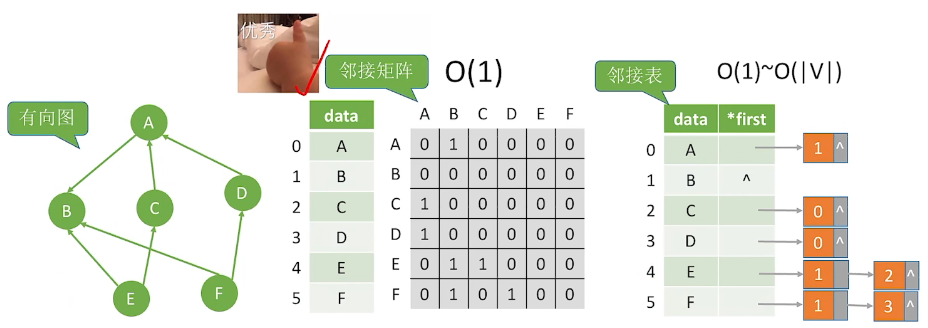 优秀
邻接矩阵 O(1)
邻接表 O(1)~O(|V|)
有向图
A
B
C
D
E
F
data
0 A
1 B
2 C
3 D
4 E
5 F
A B C D E F
A 0 1 0 0 0 0
B 0 0 0 0 0 0
C 1 0 0 0 0 0
D 1 0 0 0 0 0
E 0 1 1 0 0 0
F 0 1 0 1 0 0
data *first
0 A 1 ^
1 B ^
2 C 0 ^
3 D 0 ^
4 E 1 2 ^
5 F 1 3 ^